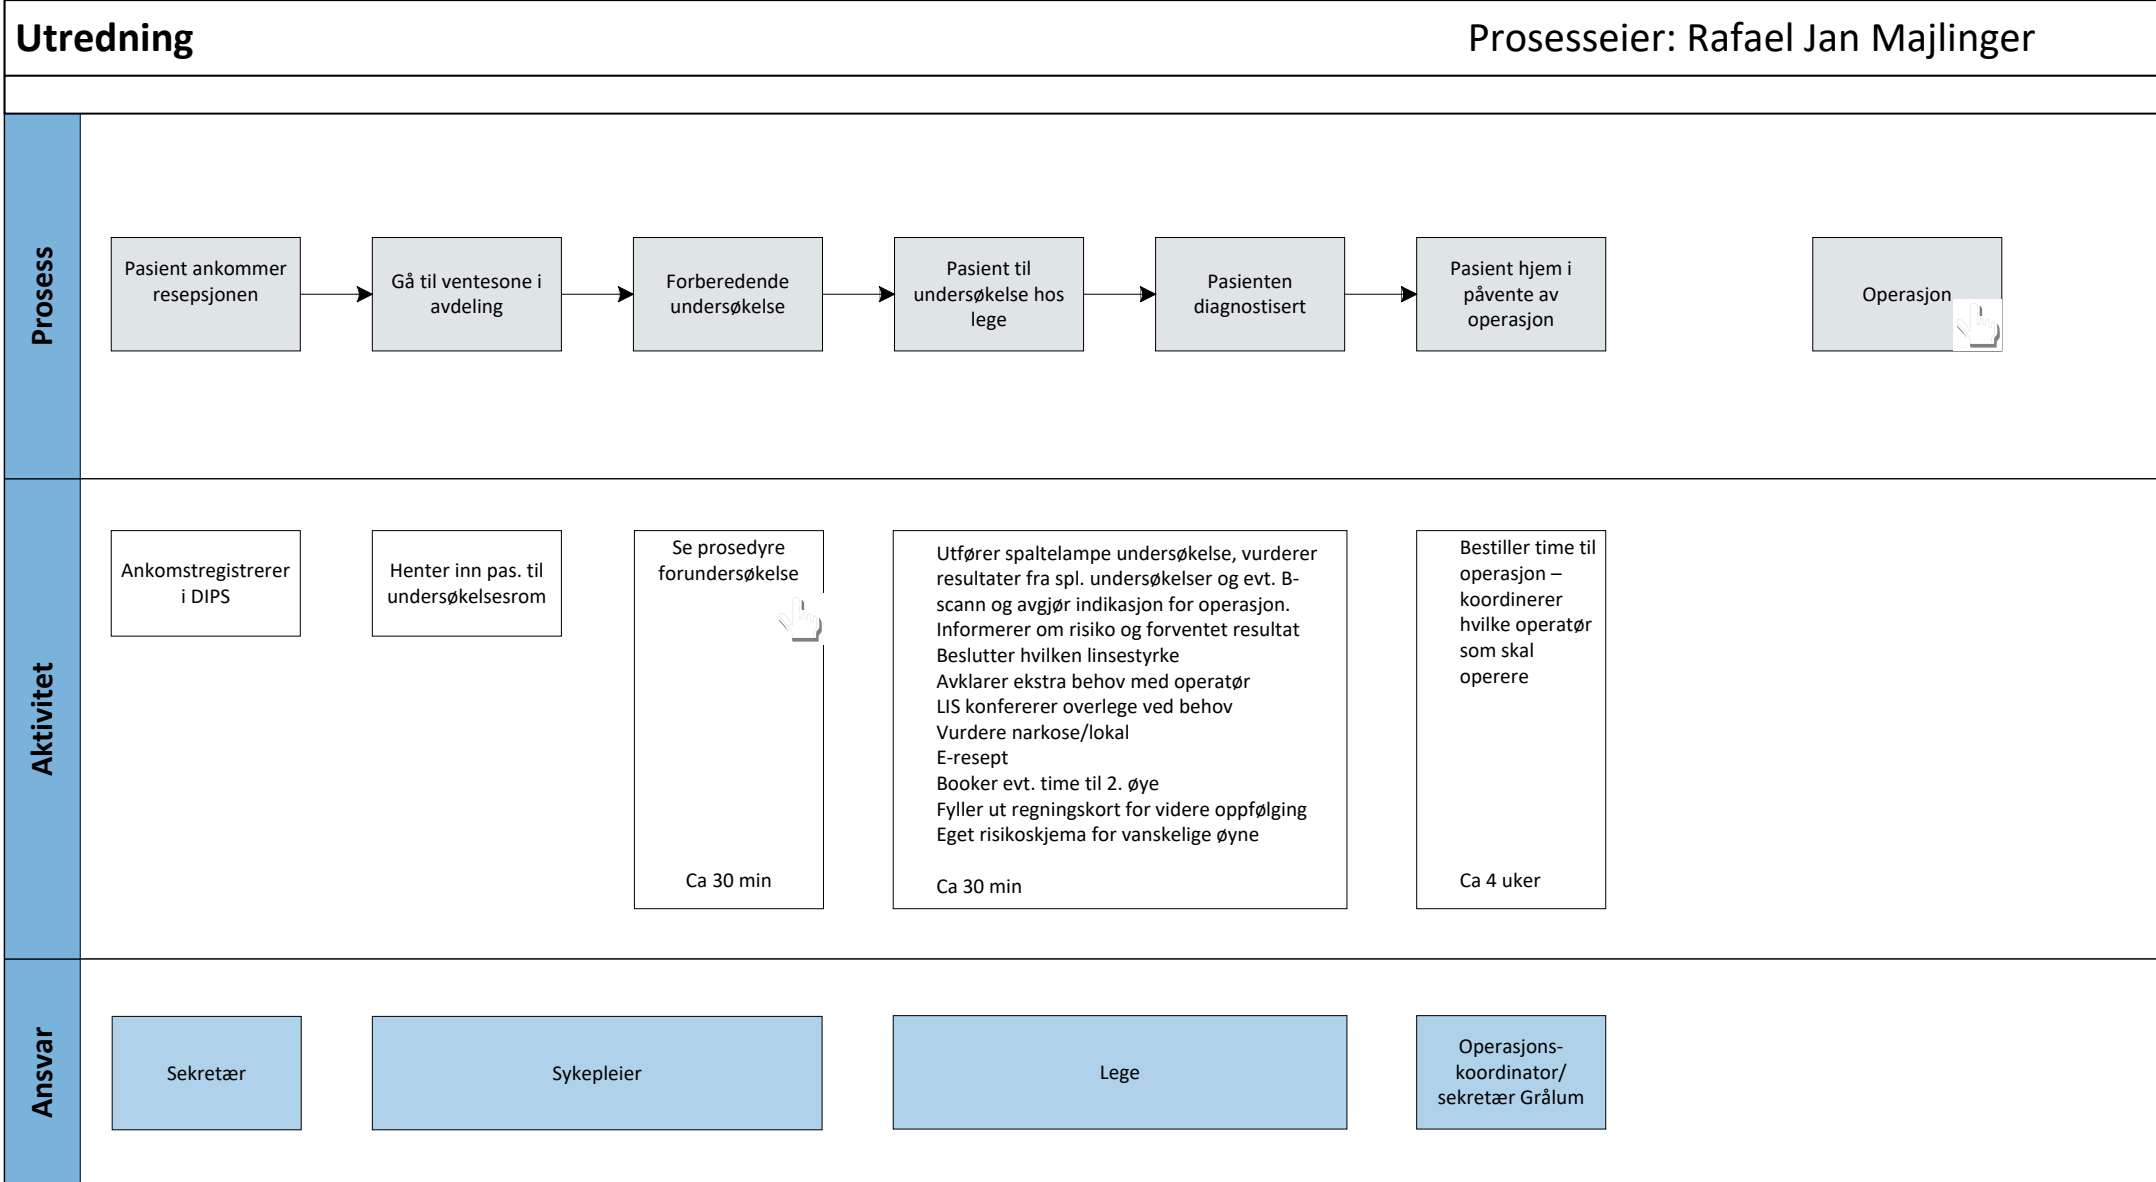 Utredning
Prosesseier: Rafael Jan Majlinger
Prosess
Pasient ankommer
resepsjonen
Gå til ventesone i
avdeling
Forberedende
undersøkelse
Pasient til
undersøkelse hos
lege
Pasienten
diagnostisert
Pasient hjem i
påvente av
operasjon
Operasjon
Aktivitet
Ankomstregistrerer
i DIPS
Henter inn pas. til
undersøkelsesrom
Se prosedyre
forundersøkelse
Ca 30 min
Utfører spaltelampe undersøkelse, vurderer
resultater fra spl. undersøkelser og evt. B-
scann og avgjør indikasjon for operasjon.
Informerer om risiko og forventet resultat
Beslutter hvilken linsestyrke
Avklarer ekstra behov med operatør
LIS konfererer overlege ved behov
Vurdere narkose/lokal
E-resept
Booker evt. time til 2. øye
Fyller ut regningskort for videre oppfølging
Eget risikoskjema for vanskelige øyne
Ca 30 min
Bestiller time til
operasjon –
koordinerer
hvilke operatør
som skal
operere
Ca 4 uker
Ansvar
Sekretær
Sykepleier
Lege
Operasjons-
koordinator/
sekretær Grålum